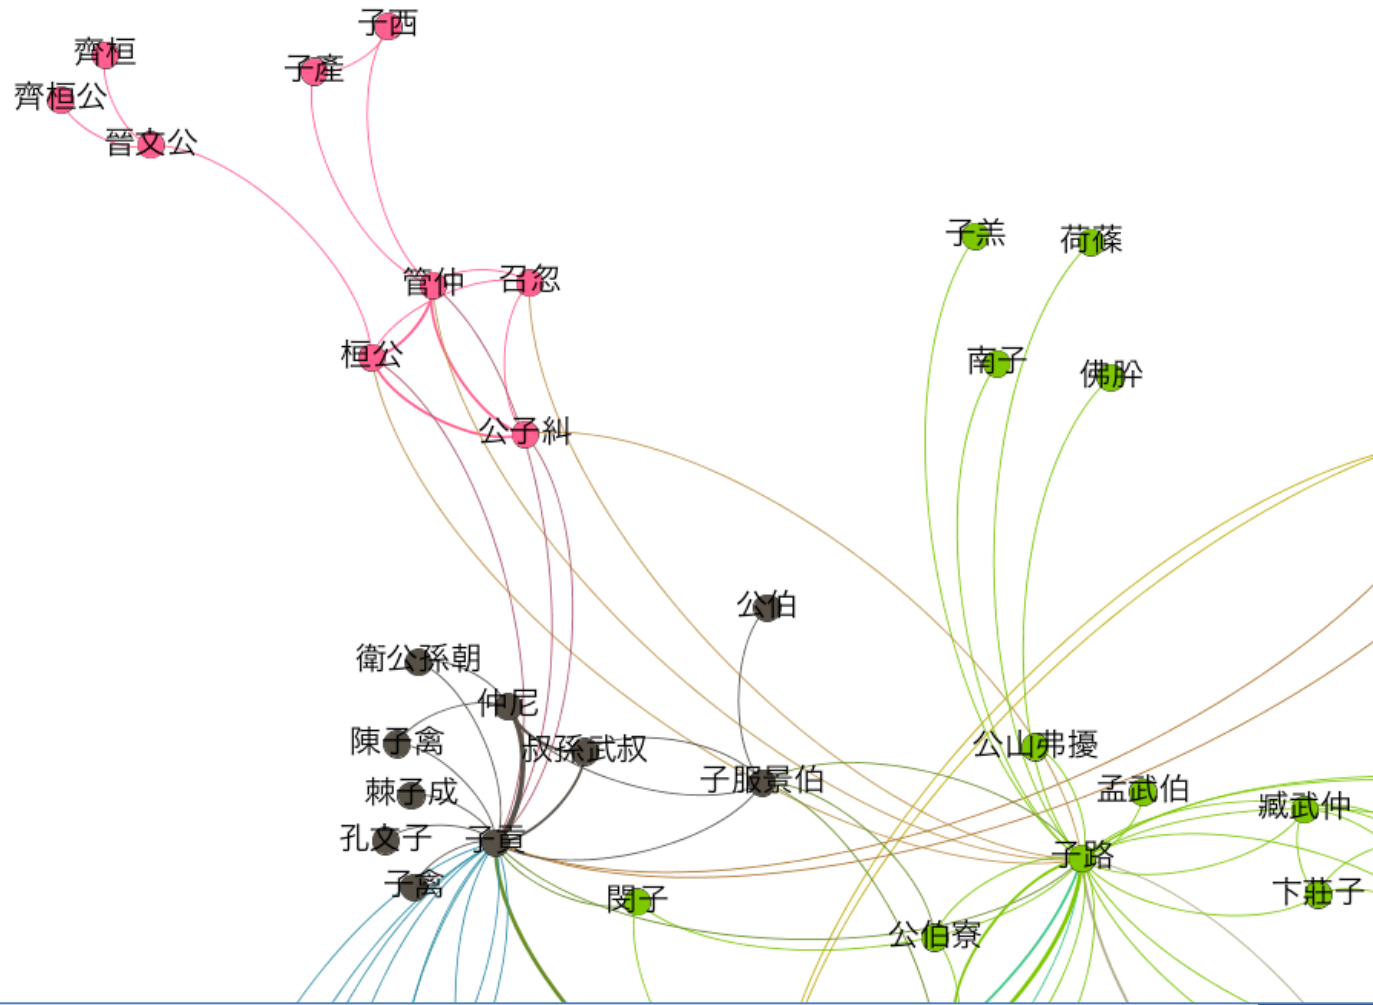 子西
齊桓
子產
齊桓公
晉文公
子羔
荷蓧
管仲
召忽
桓公
南子
佛肸
公子糾
公伯
衛公孫朝
仲尼
陳子禽
叔孫武叔
公山弗擾
子服景伯
孟武伯
棘子成
臧武仲
孔文子
子貢
子路
子禽
閔子
卞莊子
公伯寮